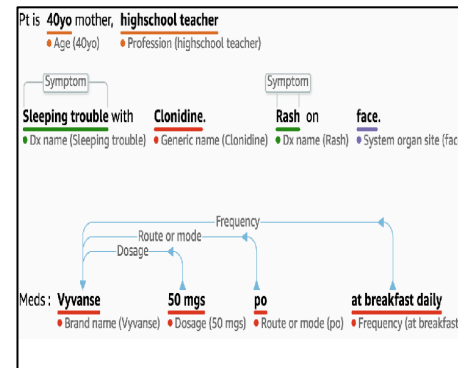 Pt is 40yo mother, highschool teacher
Age (40yo) Profession (highschool teacher)
Symptom Symptom
Sleeping trouble with Clonidine. Rash on face.
Dx name (Sleeping trouble) Generic name (Clonidine) Dx name (Rash) System organ site (fac
Frequency
Route or mode
Dosage
Meds: Vyvanse 50 mgs po at breakfast daily
Brand name (Vyvanse) Dosage (50 mgs) Route or mode (po) Frequency (at breakfast